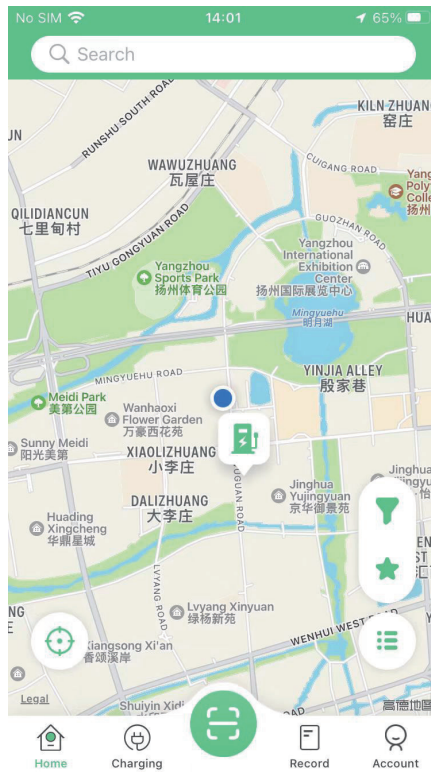 No SIM
14:01
65%
Search
KILN ZHUAN
窑庄
RUNSHU SOUTH ROAD
UN
WAWUZHUANG
瓦屋庄
CUIGANG ROAD
Yang
Poly
Colle
扬州
QILIDIANCUN
七里甸村
GUOZHAN ROAD
TIYU GONGYUAN ROAD
Yangzhou
International
Exhibition
Center
扬州国际展览中心
Yangzhou
Sports Park
扬州体育公园
Mingyuehu
明月湖
HUA
MINGYUEHU ROAD
YINJIA ALLEY
殷家巷
Meidi Park
美第公园
Wanhaoxi
Flower Garden
万豪西花苑
Sunny Meidi
阳光美第
XIAOLIZHUANG
小李庄
UGUAN ROAD
Jinghua
Yujingyuan
京华御景苑
Jinghua
DALIZHUANG
大李庄
Huading
Xingcheng
华鼎星城
LVYANG ROAD
Lvyang Xinyuan
绿杨新苑
NG
WENHUI WEST ROAD
Xiangsong Xi'an
香颂溪岸
Legal
Shuiyin Xidi
高德地图
Home
Charging
Record
Account